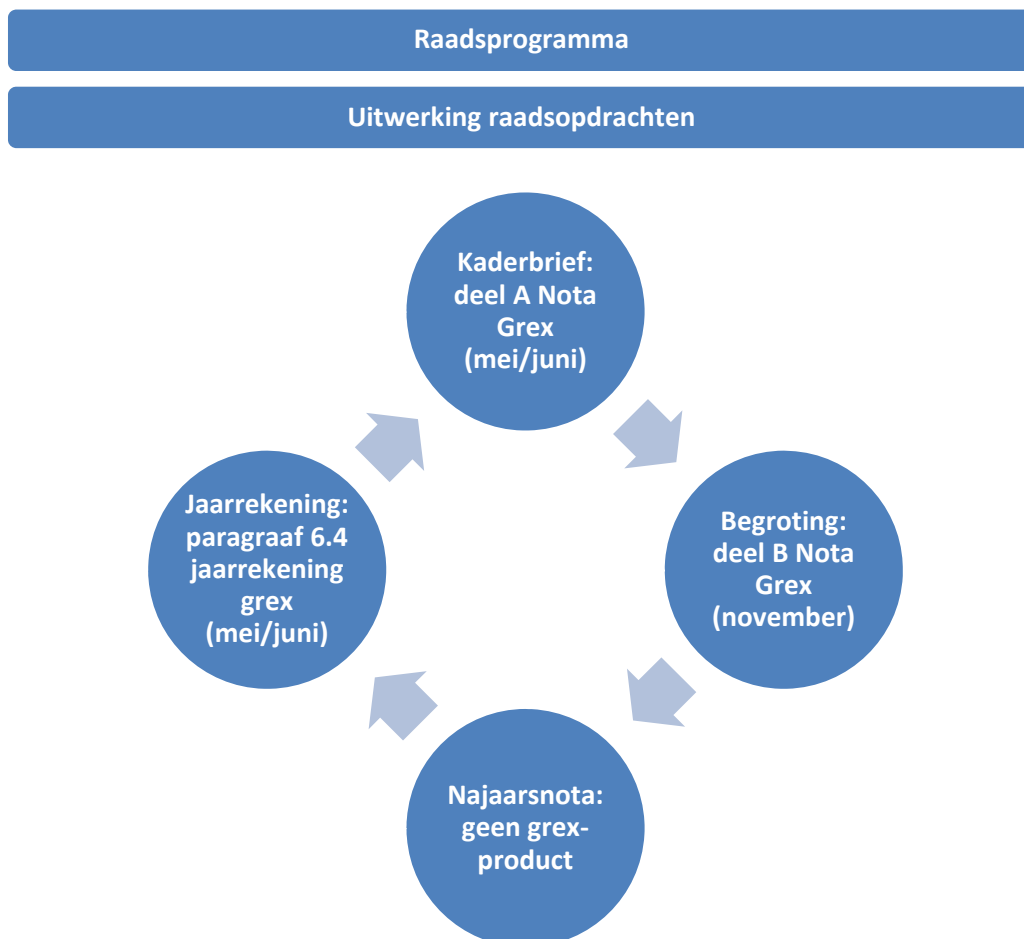 Raadsprogramma
Uitwerking raadsopdrachten
Kaderbrief:
deel A Nota
Grex
(mei/juni)
Begroting:
deel B Nota
Grex
(november)
Najaarsnota:
geen grex-
product
Jaarrekening:
paragraaf 6.4
jaarrekening
grex
(mei/juni)